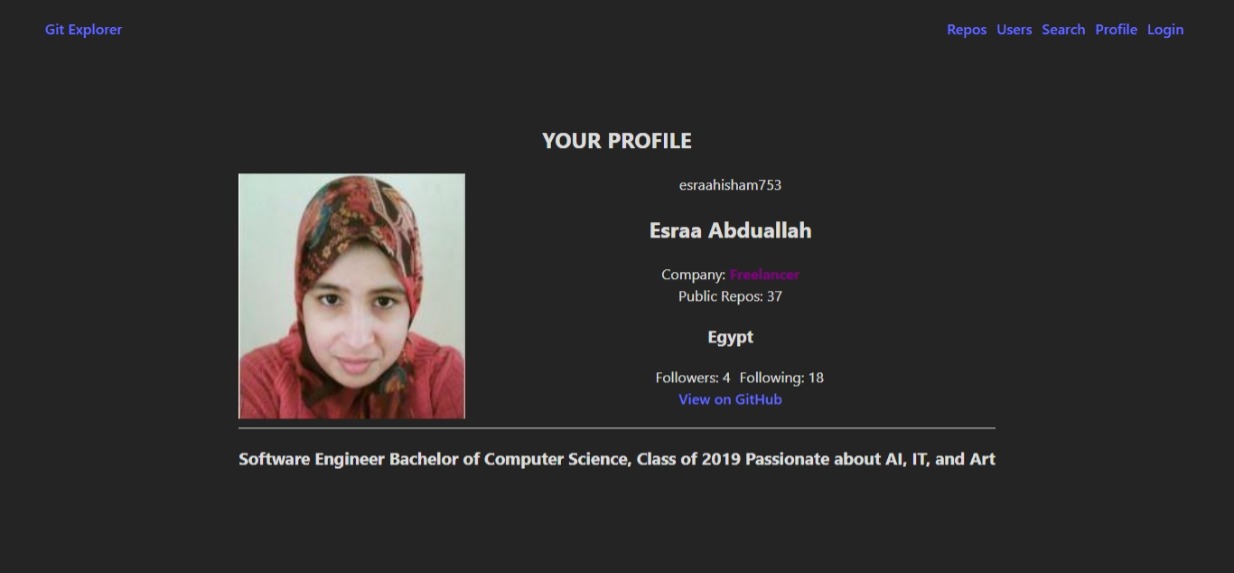 Git Explorer
Repos Users Search Profile Login
YOUR PROFILE
esraahisham753
Esraa Abduallah
Company: Freelancer
Public Repos: 37
Egypt
Followers: 4 Following: 18
View on GitHub
Software Engineer Bachelor of Computer Science, Class of 2019 Passionate about AI, IT, and Art